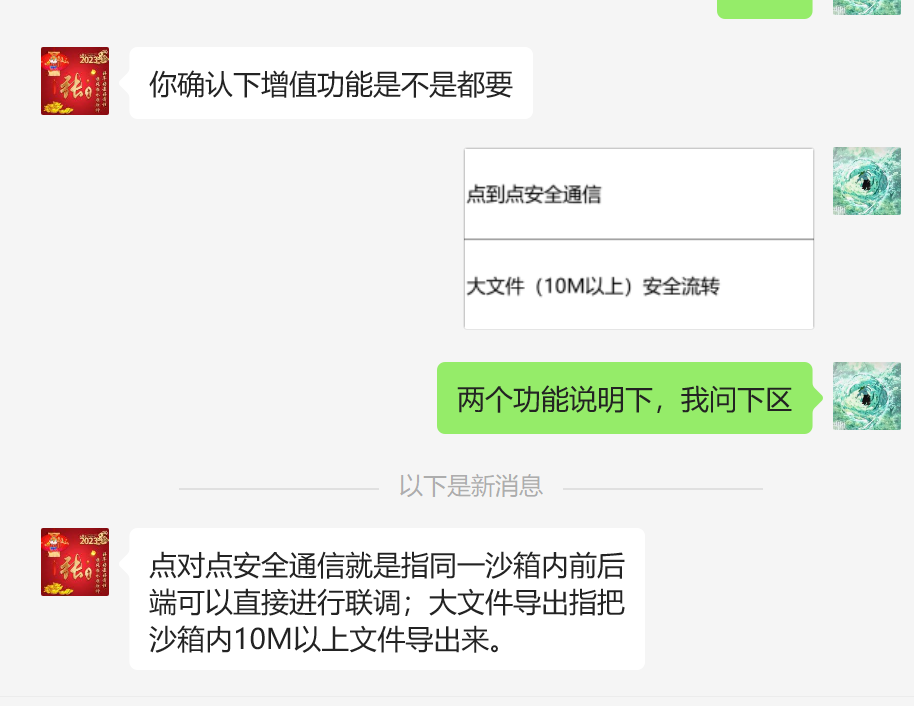 你确认下增值功能是不是都要
点到点安全通信
大文件（10M以上）安全流转
两个功能说明下，我问下区
以下是新消息
2023
张
点对点安全通信就是指同一沙箱内前后
端可以直接进行联调；大文件导出指把
沙箱内10M以上文件导出来。